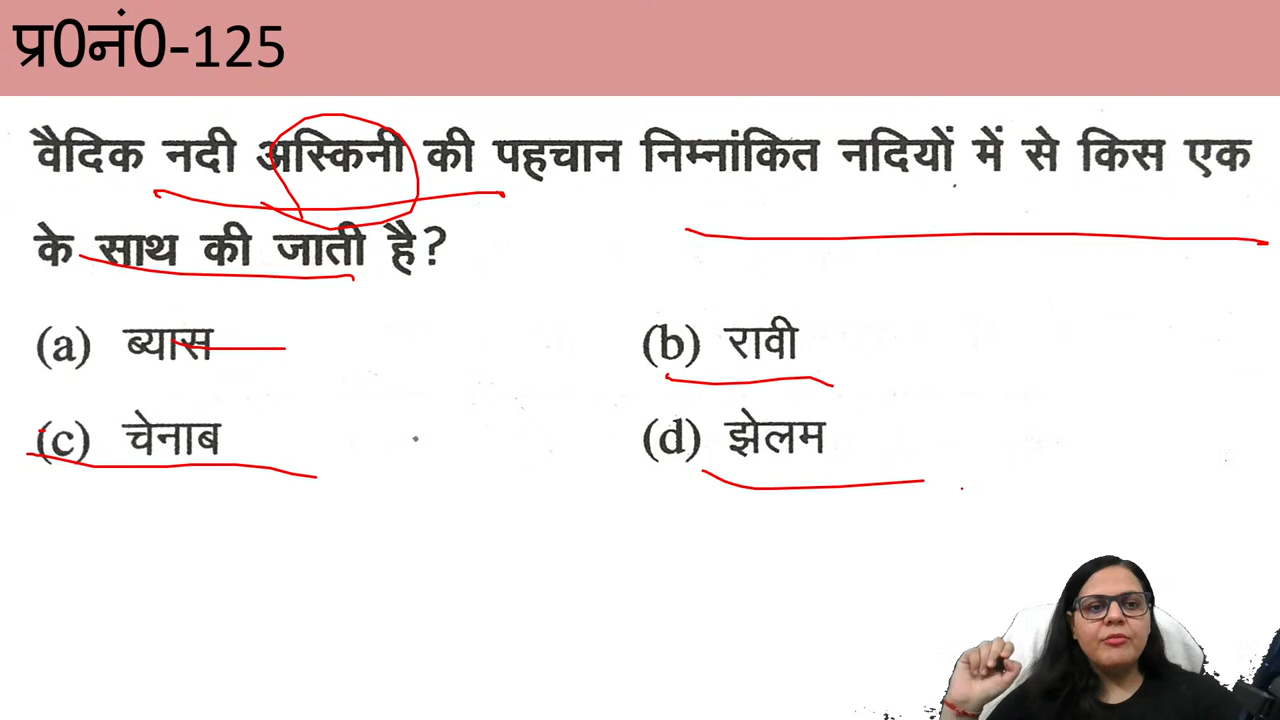 प्र0नं0-125
वैदिक नदी अस्किनी की पहचान निम्नांकित नदियों में से किस एक
के साथ की जाती है?
(a) ब्यास
(b) रावी
(c) चेनाब
(d) झेलम